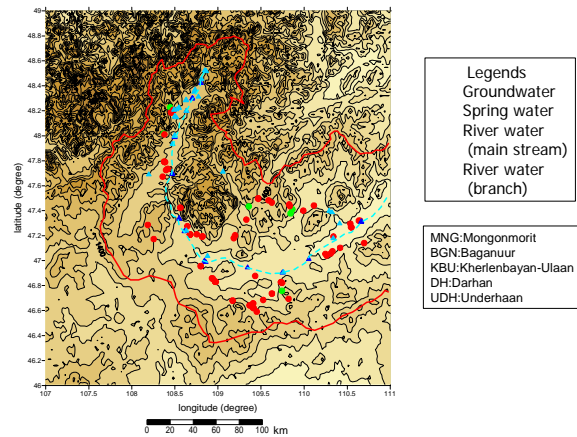 49
48.8
48.6
48.4
48.2
48
47.8
47.6
47.4
47.2
47
46.8
46.6
46.4
46.2
46
latitude (degree)
107 107.5 108 108.5 109 109.5 110 110.5 111
longitude (degree)
0 20 40 60 80 100 km
Legends
Groundwater
Spring water
River water
(main stream)
River water
(branch)
MNG:Mongonmorit
BGN:Baganuur
KBU:Kherlenbayan-Ulaan
DH:Darhan
UDH:Underhaan